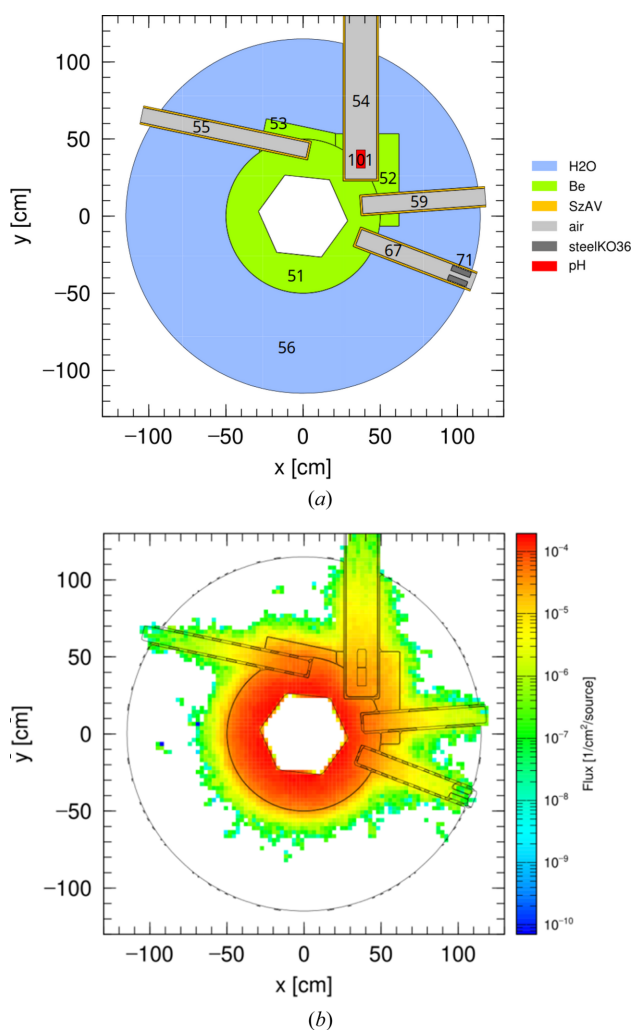 100
50
0
−50
−100
y [cm]
54
55
53
101
52
59
67
71
51
56
H2O
Be
SzAV
air
steelKO36
pH
−100 −50 0 50 100
x [cm]
(a)
100
50
0
−50
−100
y [cm]
10⁻⁴
10⁻⁵
10⁻⁶
10⁻⁷
10⁻⁸
10⁻⁹
10⁻¹⁰
Flux [1/cm²/source]
−100 −50 0 50 100
x [cm]
(b)